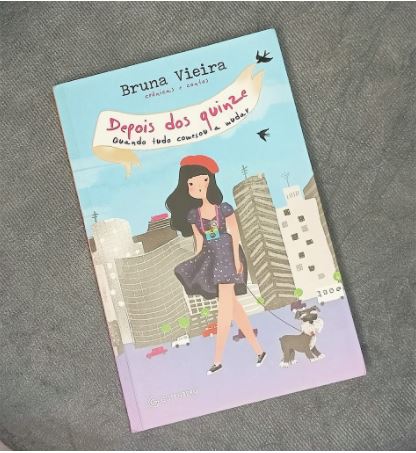 Bruna Vieira
crônicas e contos
Depois dos quinze
Quando tudo começou a mudar